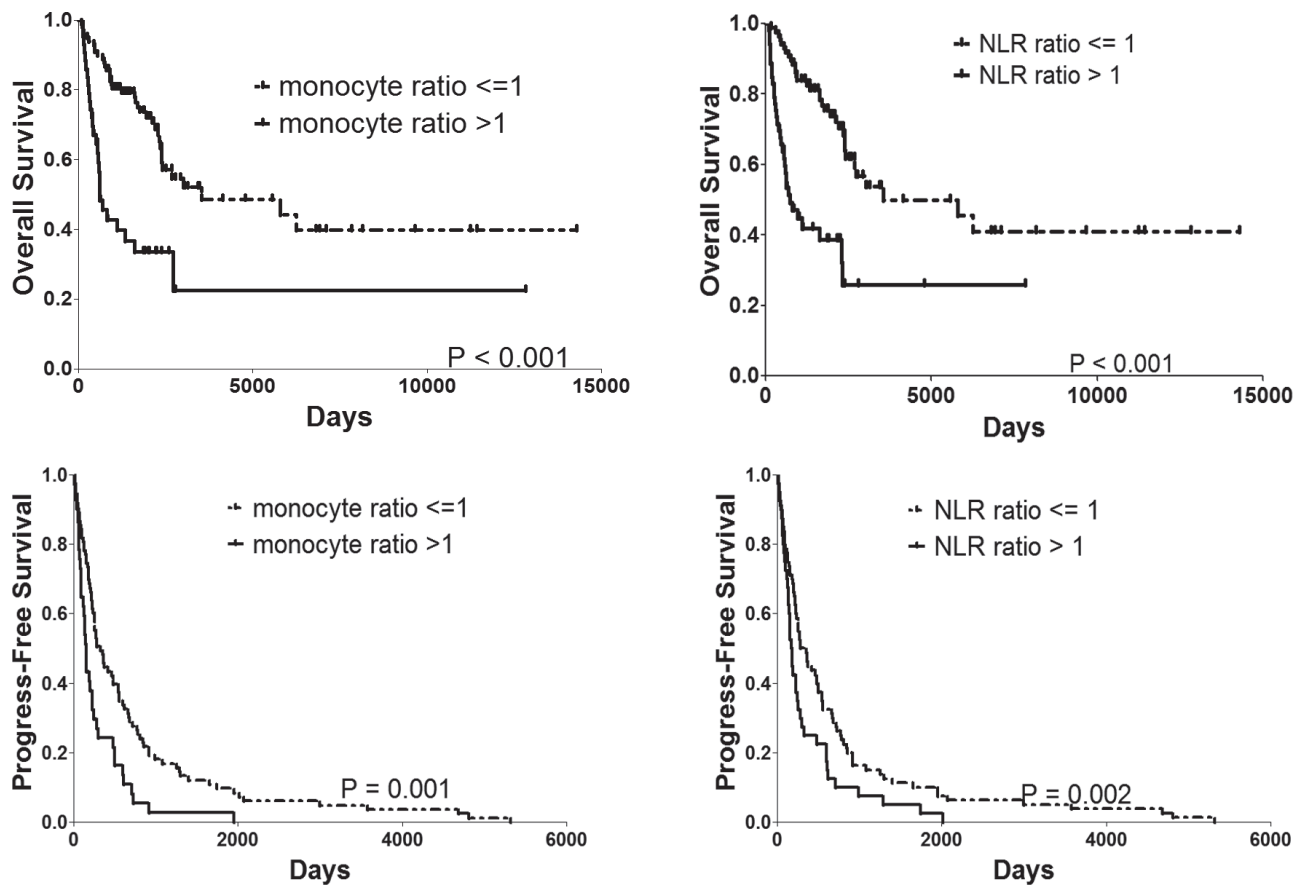 Overall Survival
1.0
0.8
0.6
0.4
0.2
0.0
monocyte ratio <=1
monocyte ratio >1
P < 0.001
0 5000 10000 15000
Days
Overall Survival
1.0
0.8
0.6
0.4
0.2
0.0
NLR ratio <= 1
NLR ratio > 1
P < 0.001
0 5000 10000 15000
Days
Progress-Free Survival
1.0
0.8
0.6
0.4
0.2
0.0
monocyte ratio <=1
monocyte ratio >1
P = 0.001
0 2000 4000 6000
Days
Progress-Free Survival
1.0
0.8
0.6
0.4
0.2
0.0
NLR ratio <= 1
NLR ratio > 1
P = 0.002
0 2000 4000 6000
Days